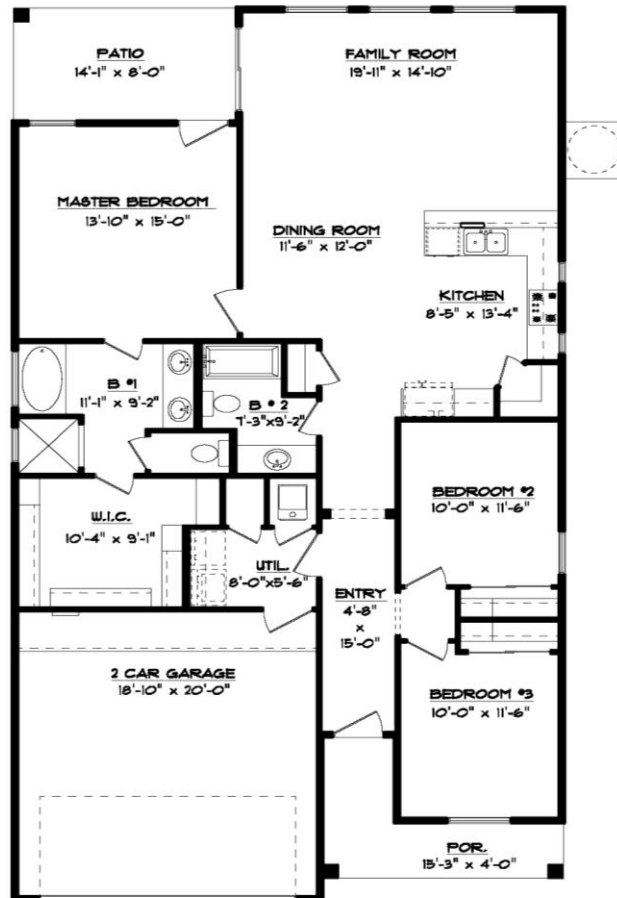 PATIO
14'-1" x 8'-0"
FAMILY ROOM
19'-11" x 14'-10"
MASTER BEDROOM
13'-10" x 15'-0"
DINING ROOM
11'-6" x 12'-0"
KITCHEN
8'-5" x 13'-4"
B #1
11'-1" x 9'-2"
B #2
7'-3"x9'-2"
W.I.C.
10'-4" x 9'-1"
BEDROOM #2
10'-0" x 11'-6"
UTIL.
8'-0"x5'-6"
ENTRY
4'-8"
x
15'-0"
2 CAR GARAGE
18'-10" x 20'-0"
BEDROOM #3
10'-0" x 11'-6"
POR.
15'-3" x 4'-0"